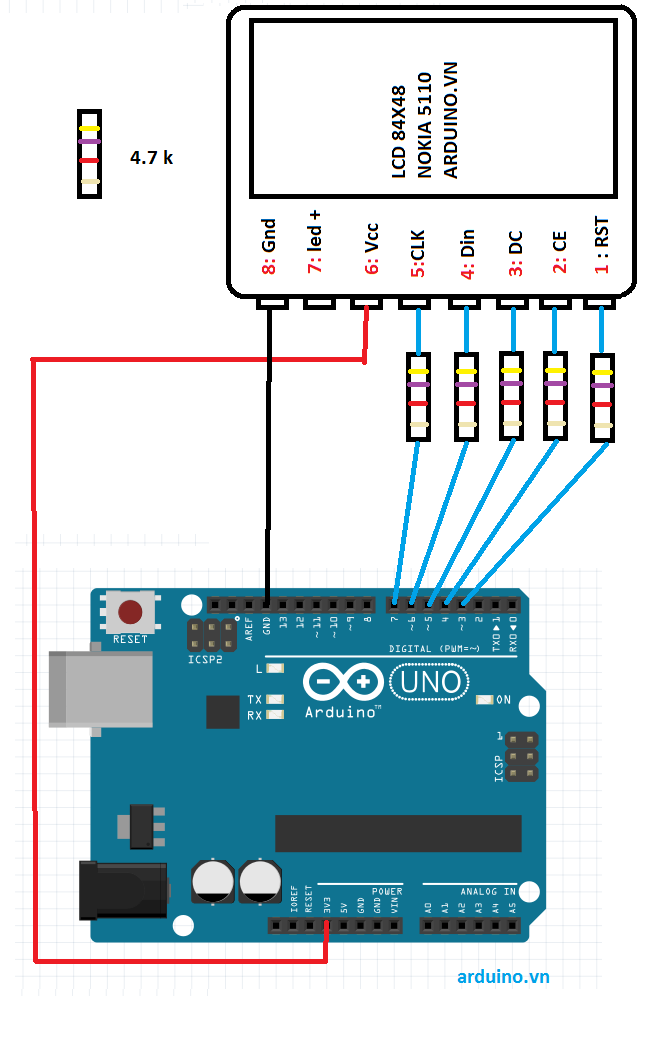 LCD 84X48
NOKIA 5110
ARDUINO.VN
4.7 k
8: Gnd
7: led +
6: Vcc
5:CLK
4: Din
3: DC
2: CE
1 : RST
RESET
ICSP2
AREF
GND
13
12
~ 11
~ 10
~ 9
8
7
~ 6
~ 5
4
~ 3
2
TXD ▶ 1
RXD ◀ 0
DIGITAL (PWM=~)
L
TX
RX
Arduino™
UNO
ON
1
ICSP
POWER
ANALOG IN
IOREF
RESET
3V3
5V
GND
GND
VIN
A0
A1
A2
A3
A4
A5
arduino.vn